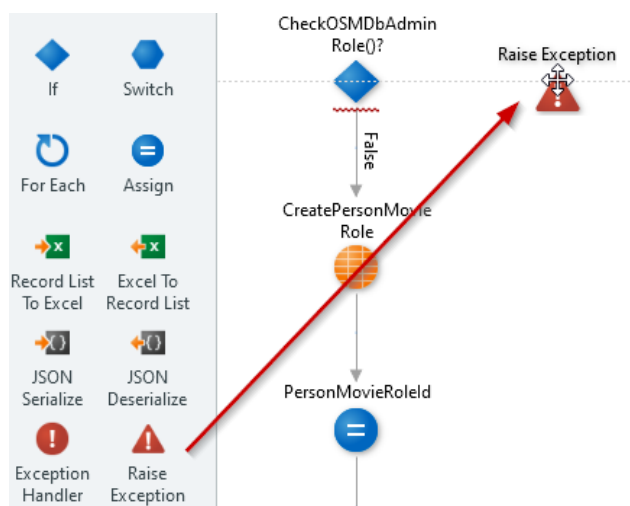 If
Switch
For Each
Assign
Record List
To Excel
Excel To
Record List
JSON
Serialize
JSON
Deserialize
Exception
Handler
Raise
Exception
CheckOSMDbAdmin
Role()?
False
CreatePersonMovie
Role
PersonMovieRoleId
Raise Exception